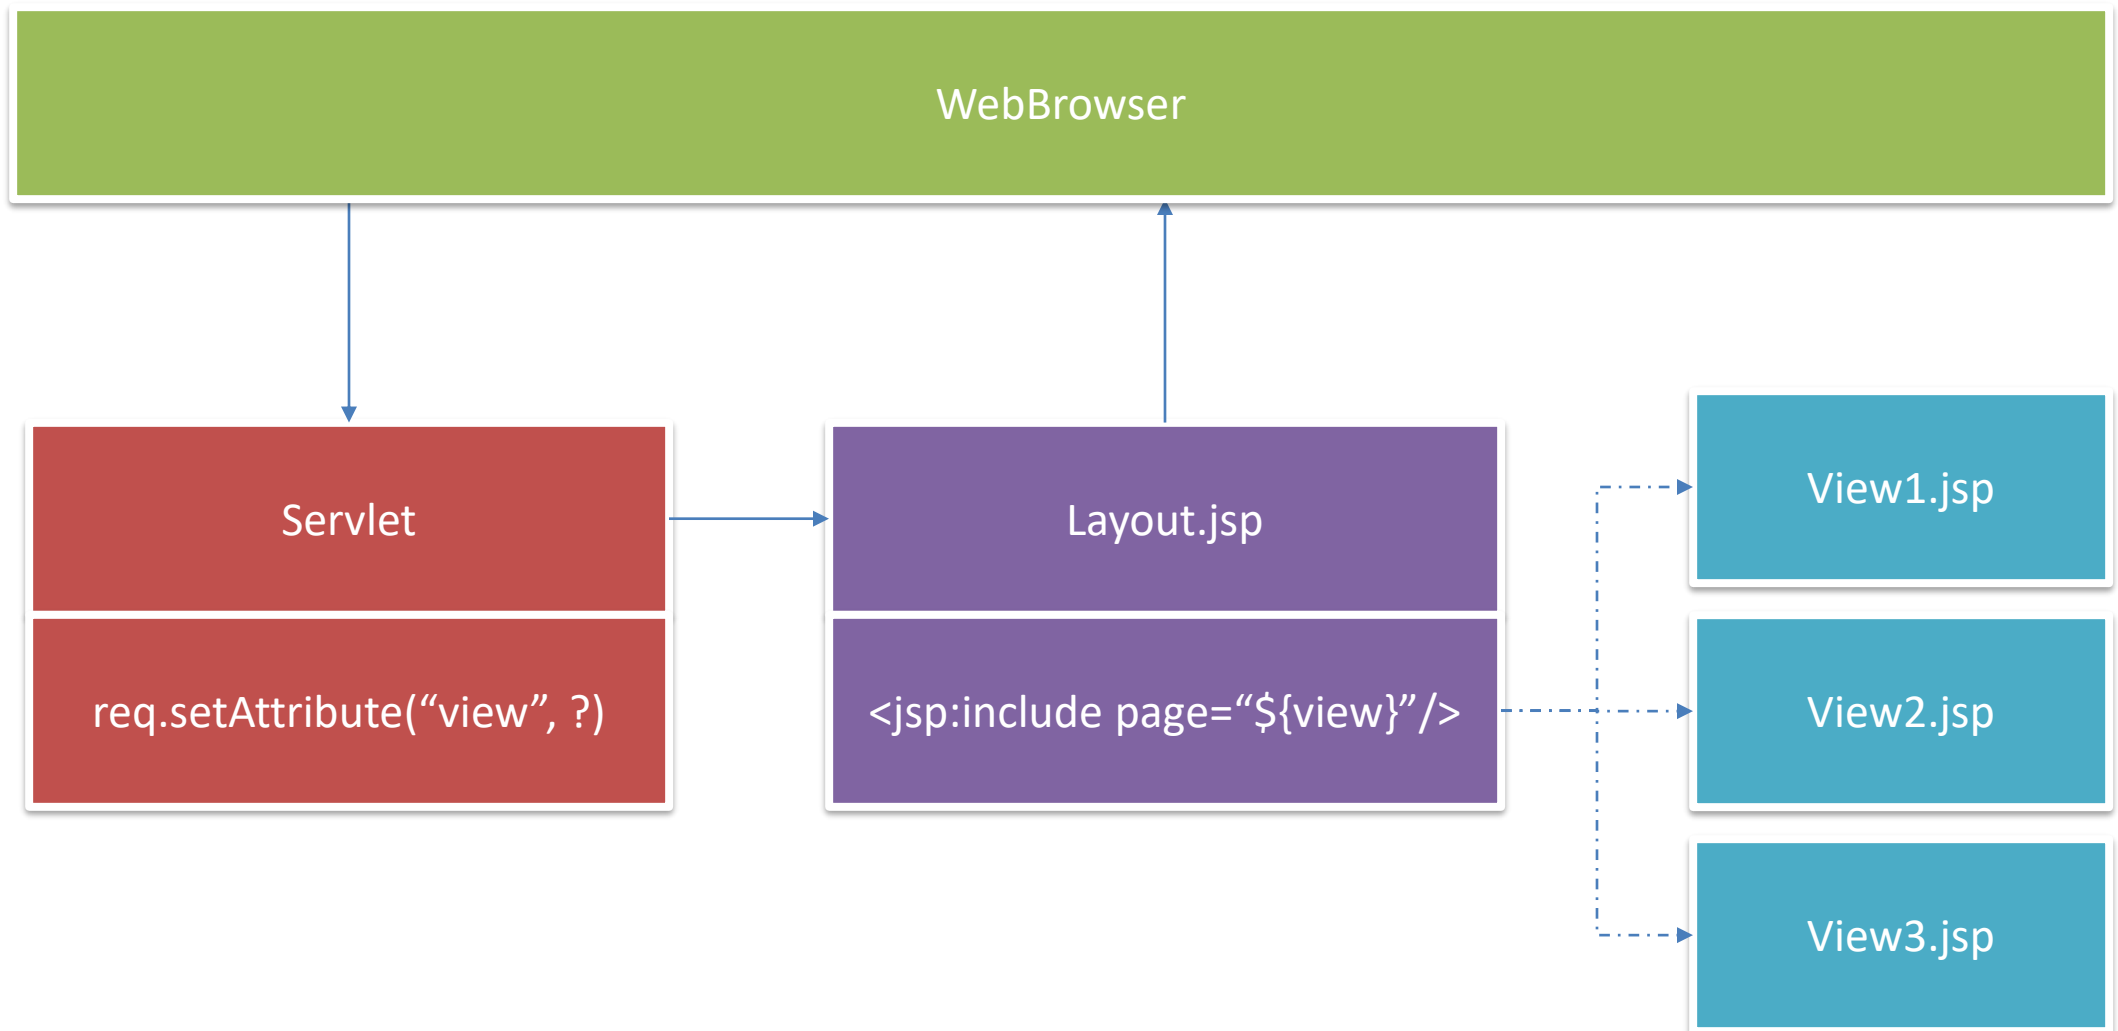 WebBrowser
Servlet
req.setAttribute(“view”, ?)
Layout.jsp
<jsp:include page=“${view}”/>
View1.jsp
View2.jsp
View3.jsp